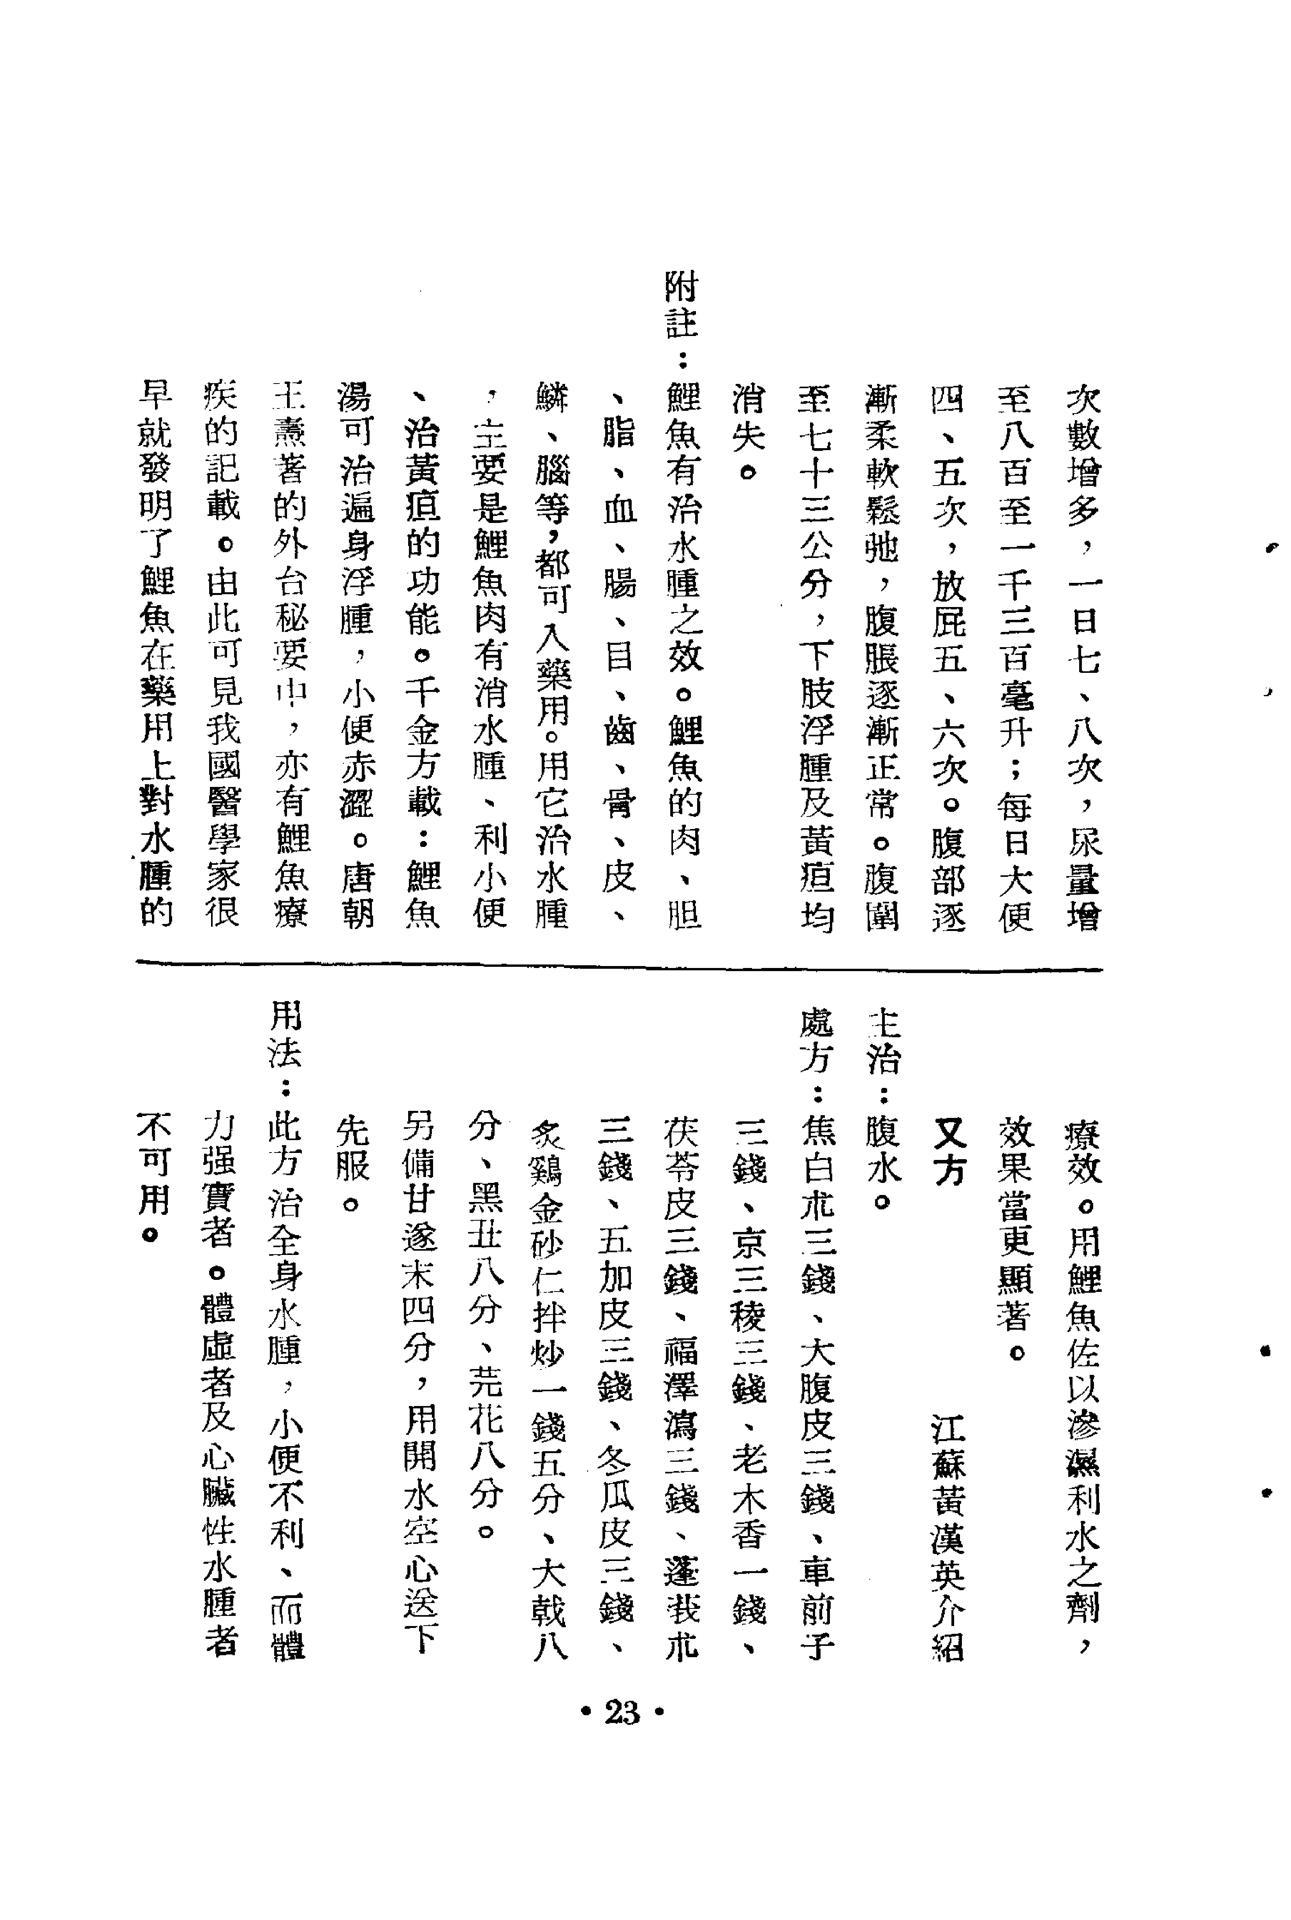 次數增多，一日七、八次，尿量增
至八百至一千三百毫升；每日大便
四、五次，放屁五、六次。腹部逐
漸柔軟鬆弛，腹脹逐漸正常。腹圍
至七十三公分，下肢浮腫及黃疸均
消失。
附註：鯉魚有治水腫之效。鯉魚的肉、胆
、脂、血、腸、目、齒、骨、皮、
鱗、腦等，都可入藥用。用它治水腫
，主要是鯉魚肉有消水腫、利小便
、治黃疸的功能。千金方載：鯉魚
湯可治遍身浮腫，小便赤澀。唐朝
王燾著的外台秘要中，亦有鯉魚療
疾的記載。由此可見我國醫學家很
早就發明了鯉魚在藥用上對水腫的
療效。用鯉魚佐以滲濕利水之劑，
效果當更顯著。
又方　江蘇黃漢英介紹
主治：腹水。
處方：焦白朮三錢、大腹皮三錢、車前子
三錢、京三稜三錢、老木香一錢、
茯苓皮三錢、福澤瀉三錢、蓬莪朮
三錢、五加皮三錢、冬瓜皮三錢、
炙鷄金砂仁拌炒一錢五分、大戟八
分、黑丑八分、芫花八分。
另備甘遂末四分，用開水空心送下
先服。
用法：此方治全身水腫，小便不利、而體
力强實者。體虛者及心臟性水腫者
不可用。
•23•